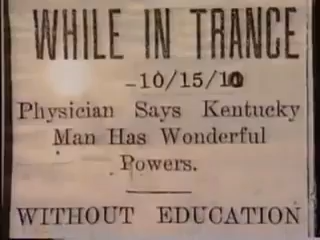 WHILE IN TRANCE
-10/15/10
Physician Says Kentucky
Man Has Wonderful
Powers.
WITHOUT EDUCATION